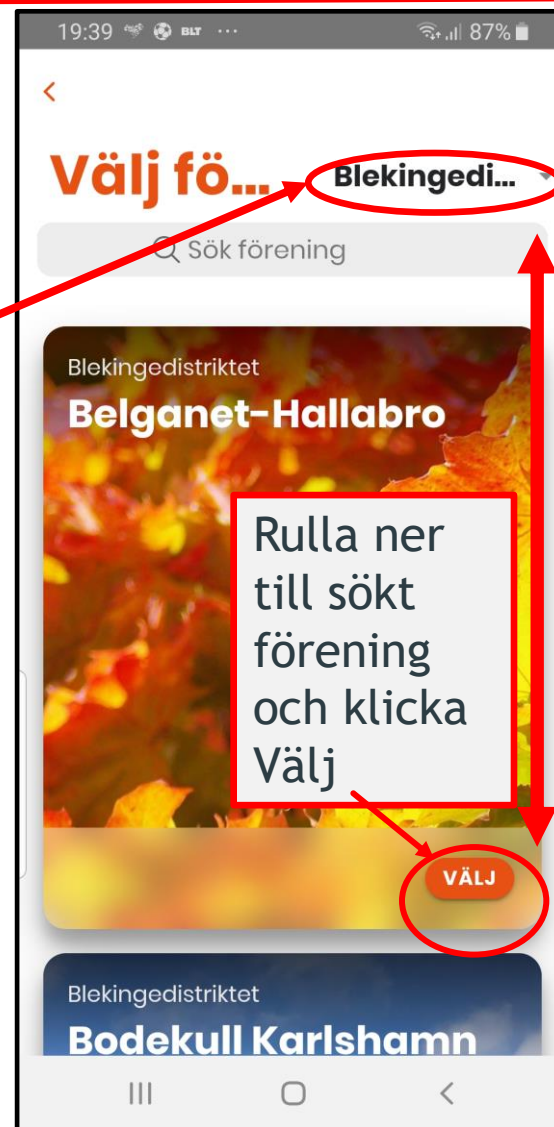 19:39 BLT ... 87%
Välj fö... Blekingedi...
Sök förening
Blekingedistriktet
Belganet-Hallabro
Rulla ner
till sökt
förening
och klicka
Välj
VÄLJ
Blekingedistriktet
Bodekull Karlshamn